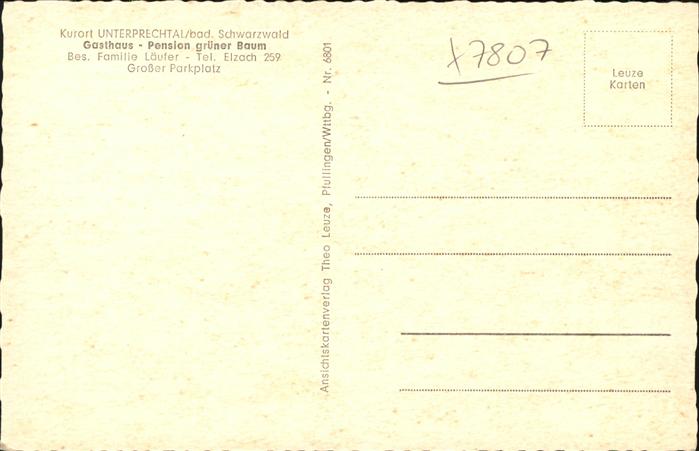 Kurort UNTERPRECHTAL/bad. Schwarzwald
Gasthaus - Pension grüner Baum
Bes. Familie Läufer - Tel. Elzach 259
Großer Parkplatz
Ansichtskartenverlag Theo Leuze, Pfullingen/Wttbg. - Nr. 6801
x7807
Leuze
Karten